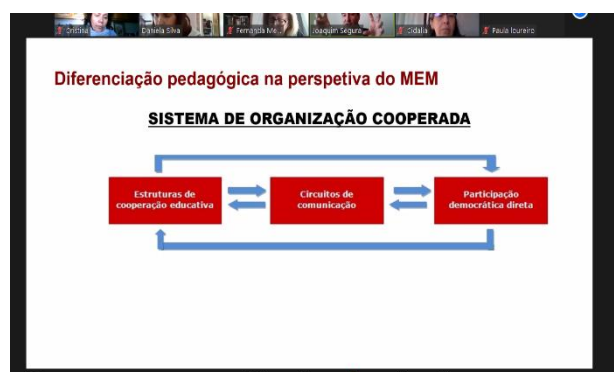 Cristina
Daniela Silva
Fernanda Me...
Joaquim Segura
Cidália
Paula loureiro
Diferenciação pedagógica na perspetiva do MEM
SISTEMA DE ORGANIZAÇÃO COOPERADA
Estruturas de
cooperação educativa
Circuitos de
comunicação
Participação
democrática direta